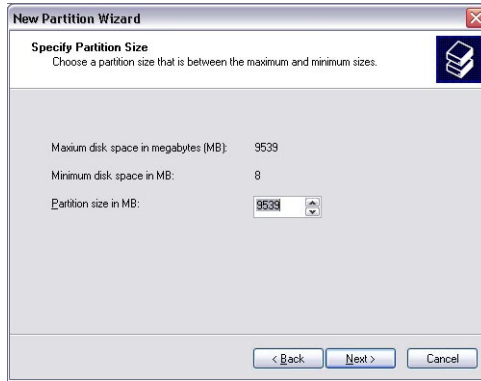 New Partition Wizard
Specify Partition Size
Choose a partition size that is between the maximum and minimum sizes.
Maxium disk space in megabytes (MB): 9539
Minimum disk space in MB: 8
Partition size in MB: 9539
< Back Next > Cancel